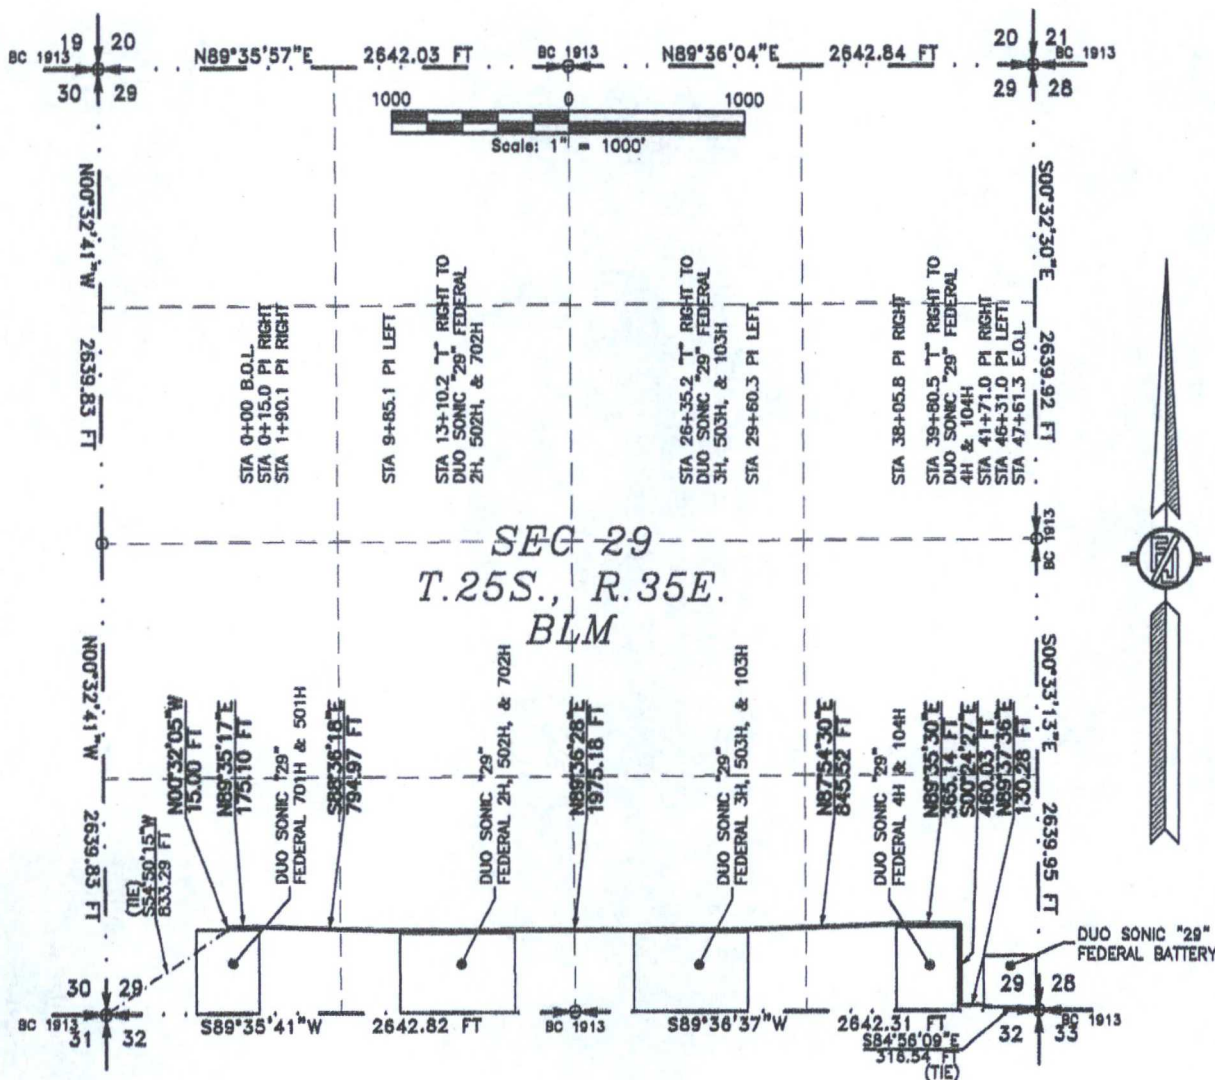 19 20
BC 1913
30 29
N89°35'57"E 2642.03 FT
BC 1913
N89°36'04"E 2642.84 FT
20 21
BC 1913
29 28
1000 0 1000
Scale: 1" = 1000'
N00°32'41"W 2639.83 FT
S00°32'30"E 2639.92 FT
STA 0+00 B.O.L.
STA 0+15.0 PI RIGHT
STA 1+90.1 PI RIGHT
STA 9+85.1 PI LEFT
STA 13+10.2 "T" RIGHT TO
DUO SONIC "29" FEDERAL
2H, 502H, & 702H
STA 26+35.2 "T" RIGHT TO
DUO SONIC "29" FEDERAL
3H, 503H, & 103H
STA 29+60.3 PI LEFT
STA 38+05.8 PI RIGHT
STA 39+80.5 "T" RIGHT TO
DUO SONIC "29" FEDERAL
4H & 104H
STA 41+71.0 PI RIGHT
STA 46+31.0 PI LEFT
STA 47+61.3 E.O.L.
BC 1913
SEC 29
T.25S., R.35E.
BLM
N00°32'41"W 2639.83 FT
S00°33'13"E 2639.95 FT
(TIE)
S54°50'15"W
833.29 FT
N00°32'05"W
15.00 FT
N89°35'17"E
175.10 FT
DUO SONIC "29"
FEDERAL 701H & 501H
S88°36'18"E
794.97 FT
DUO SONIC "29"
FEDERAL 2H, 502H, & 702H
N89°36'28"E
1975.18 FT
DUO SONIC "29"
FEDERAL 3H, 503H, & 103H
N87°54'30"E
845.52 FT
DUO SONIC "29"
FEDERAL 4H & 104H
N89°35'30"E
365.14 FT
S00°24'27"E
460.03 FT
N89°37'36"E
130.28 FT
DUO SONIC "29"
FEDERAL BATTERY
30 29
BC 1913
31 32
S89°35'41"W 2642.82 FT
BC 1913
S89°36'37"W 2642.31 FT
29 28
BC 1913
32 33
S84°56'09"E
318.54 FT
(TIE)